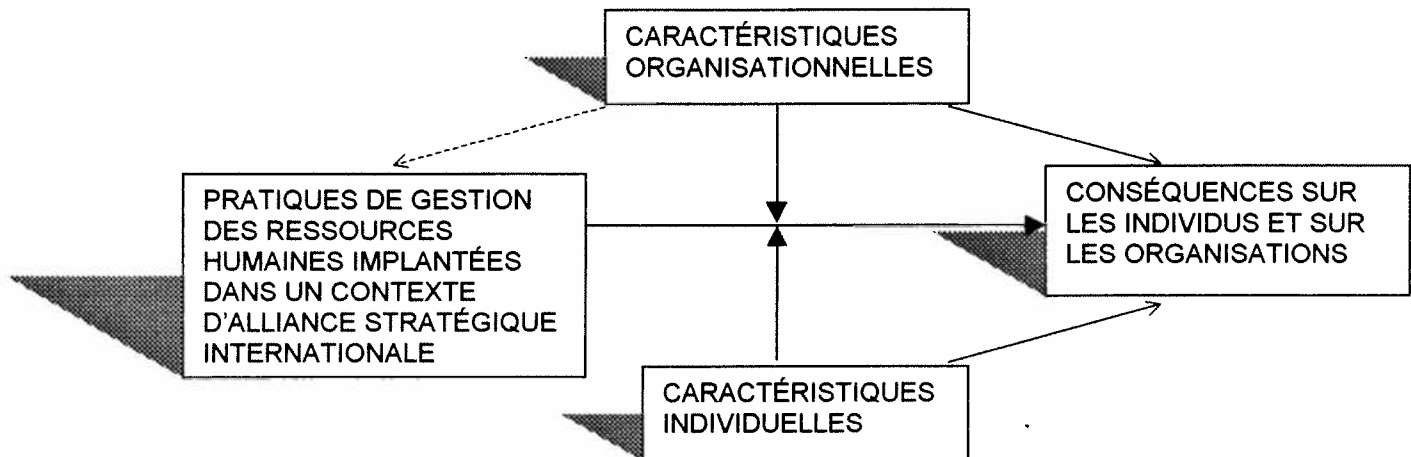 CARACTÉRISTIQUES
ORGANISATIONNELLES
PRATIQUES DE GESTION
DES RESSOURCES
HUMAINES IMPLANTÉES
DANS UN CONTEXTE
D'ALLIANCE STRATÉGIQUE
INTERNATIONALE
CONSÉQUENCES SUR
LES INDIVIDUS ET SUR
LES ORGANISATIONS
CARACTÉRISTIQUES
INDIVIDUELLES